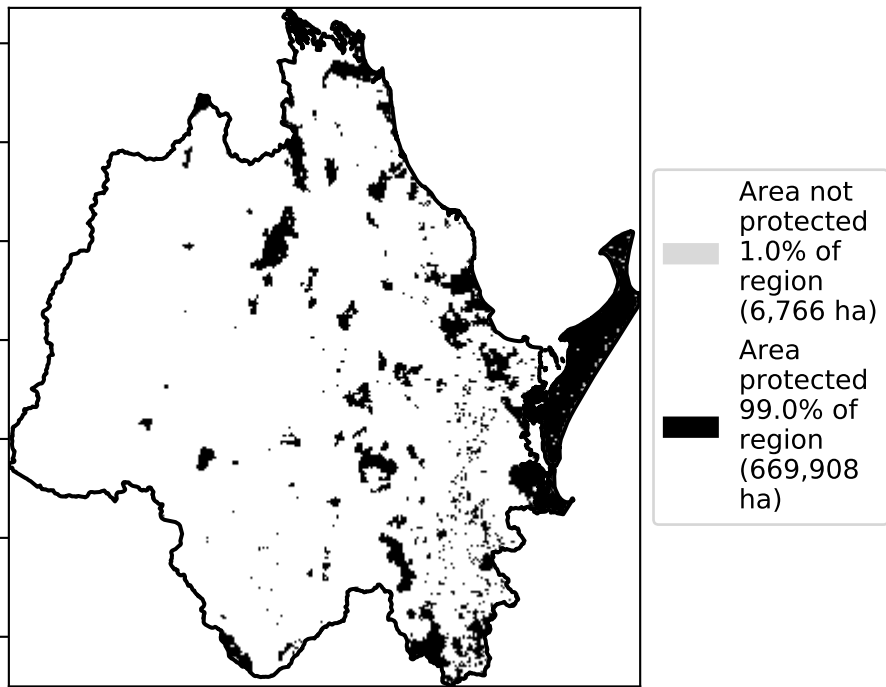 Area not
protected
1.0% of
region
(6,766 ha)
Area
protected
99.0% of
region
(669,908
ha)